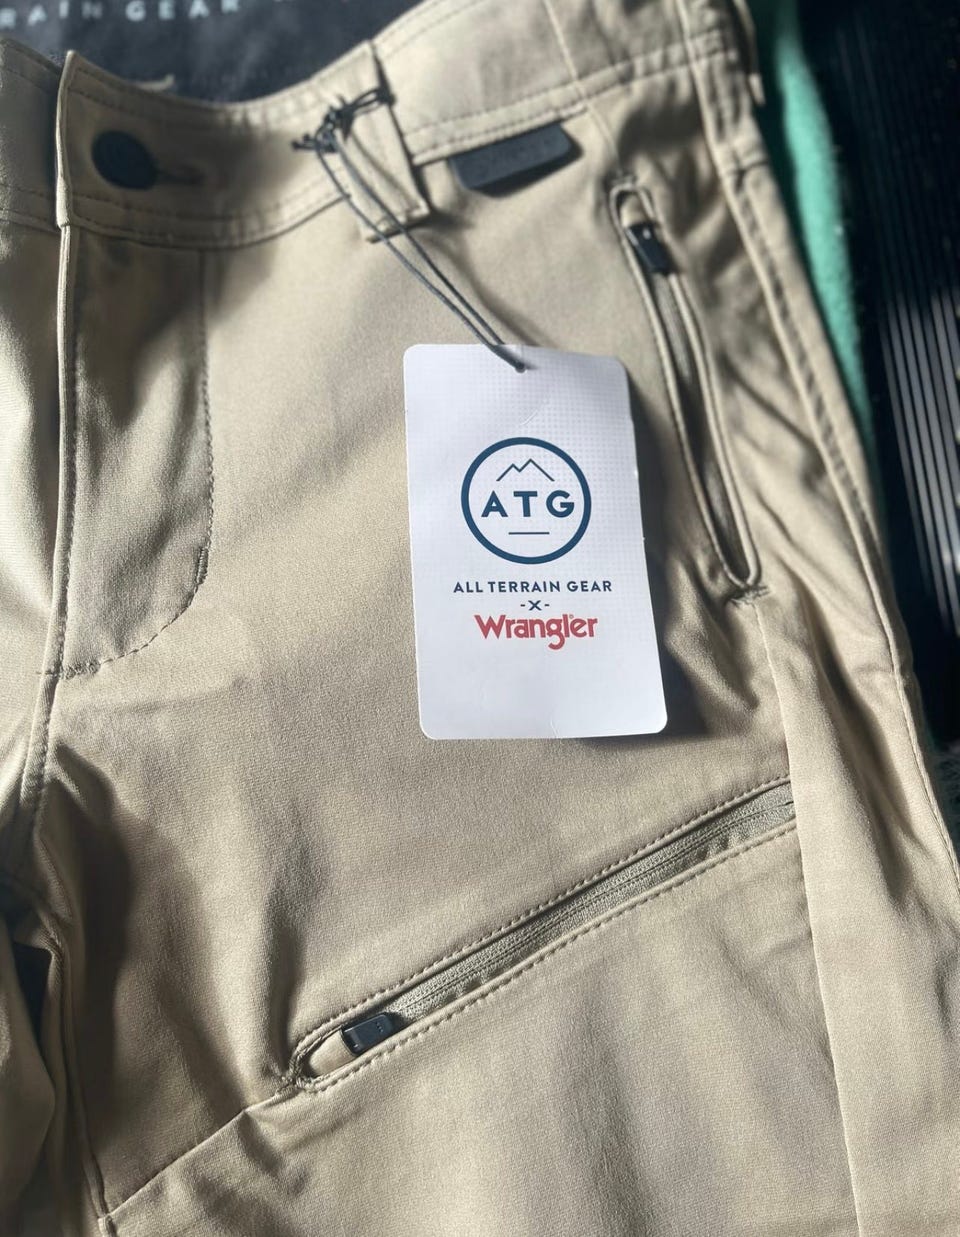 RAIN GEAR
ATG
ALL TERRAIN GEAR
-X-
Wrangler